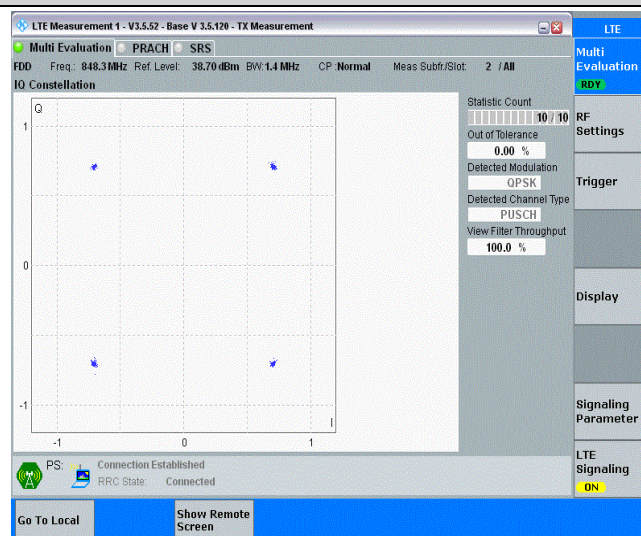 LTE Measurement 1 - V3.5.52 - Base V 3.5.120 - TX Measurement
LTE
Multi Evaluation PRACH SRS
Multi
Evaluation
RDY
FDD Freq.: 848.3 MHz Ref. Level: 38.70 dBm BW: 1.4 MHz CP : Normal Meas Subfr./Slot: 2 / All
IQ Constellation
Q
1
0
-1
-1 0 1
I
Statistic Count
10 / 10
Out of Tolerance
0.00 %
Detected Modulation
QPSK
Detected Channel Type
PUSCH
View Filter Throughput
100.0 %
RF
Settings
Trigger
Display
Signaling
Parameter
LTE
Signaling
ON
PS: Connection Established
RRC State: Connected
Go To Local
Show Remote
Screen